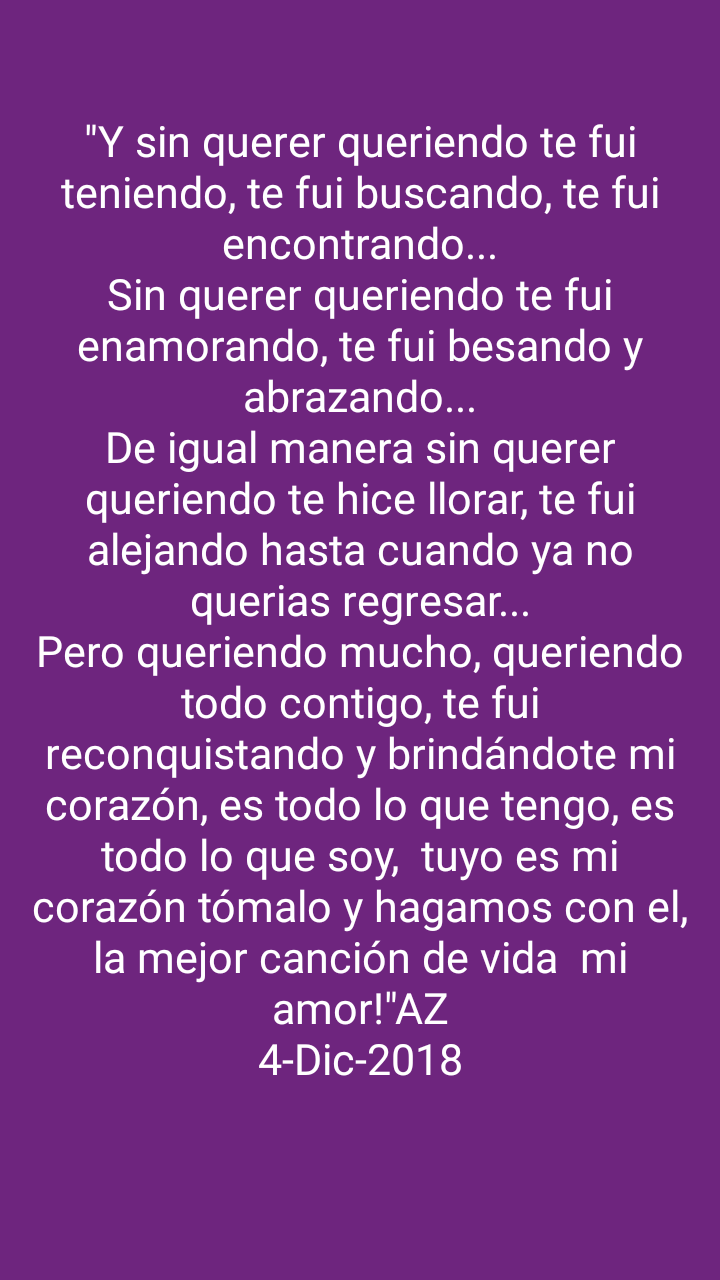 "Y sin querer queriendo te fui
teniendo, te fui buscando, te fui
encontrando...
Sin querer queriendo te fui
enamorando, te fui besando y
abrazando...
De igual manera sin querer
queriendo te hice llorar, te fui
alejando hasta cuando ya no
querias regresar...
Pero queriendo mucho, queriendo
todo contigo, te fui
reconquistando y brindándote mi
corazón, es todo lo que tengo, es
todo lo que soy,  tuyo es mi
corazón tómalo y hagamos con el,
la mejor canción de vida  mi
amor!"AZ
4-Dic-2018